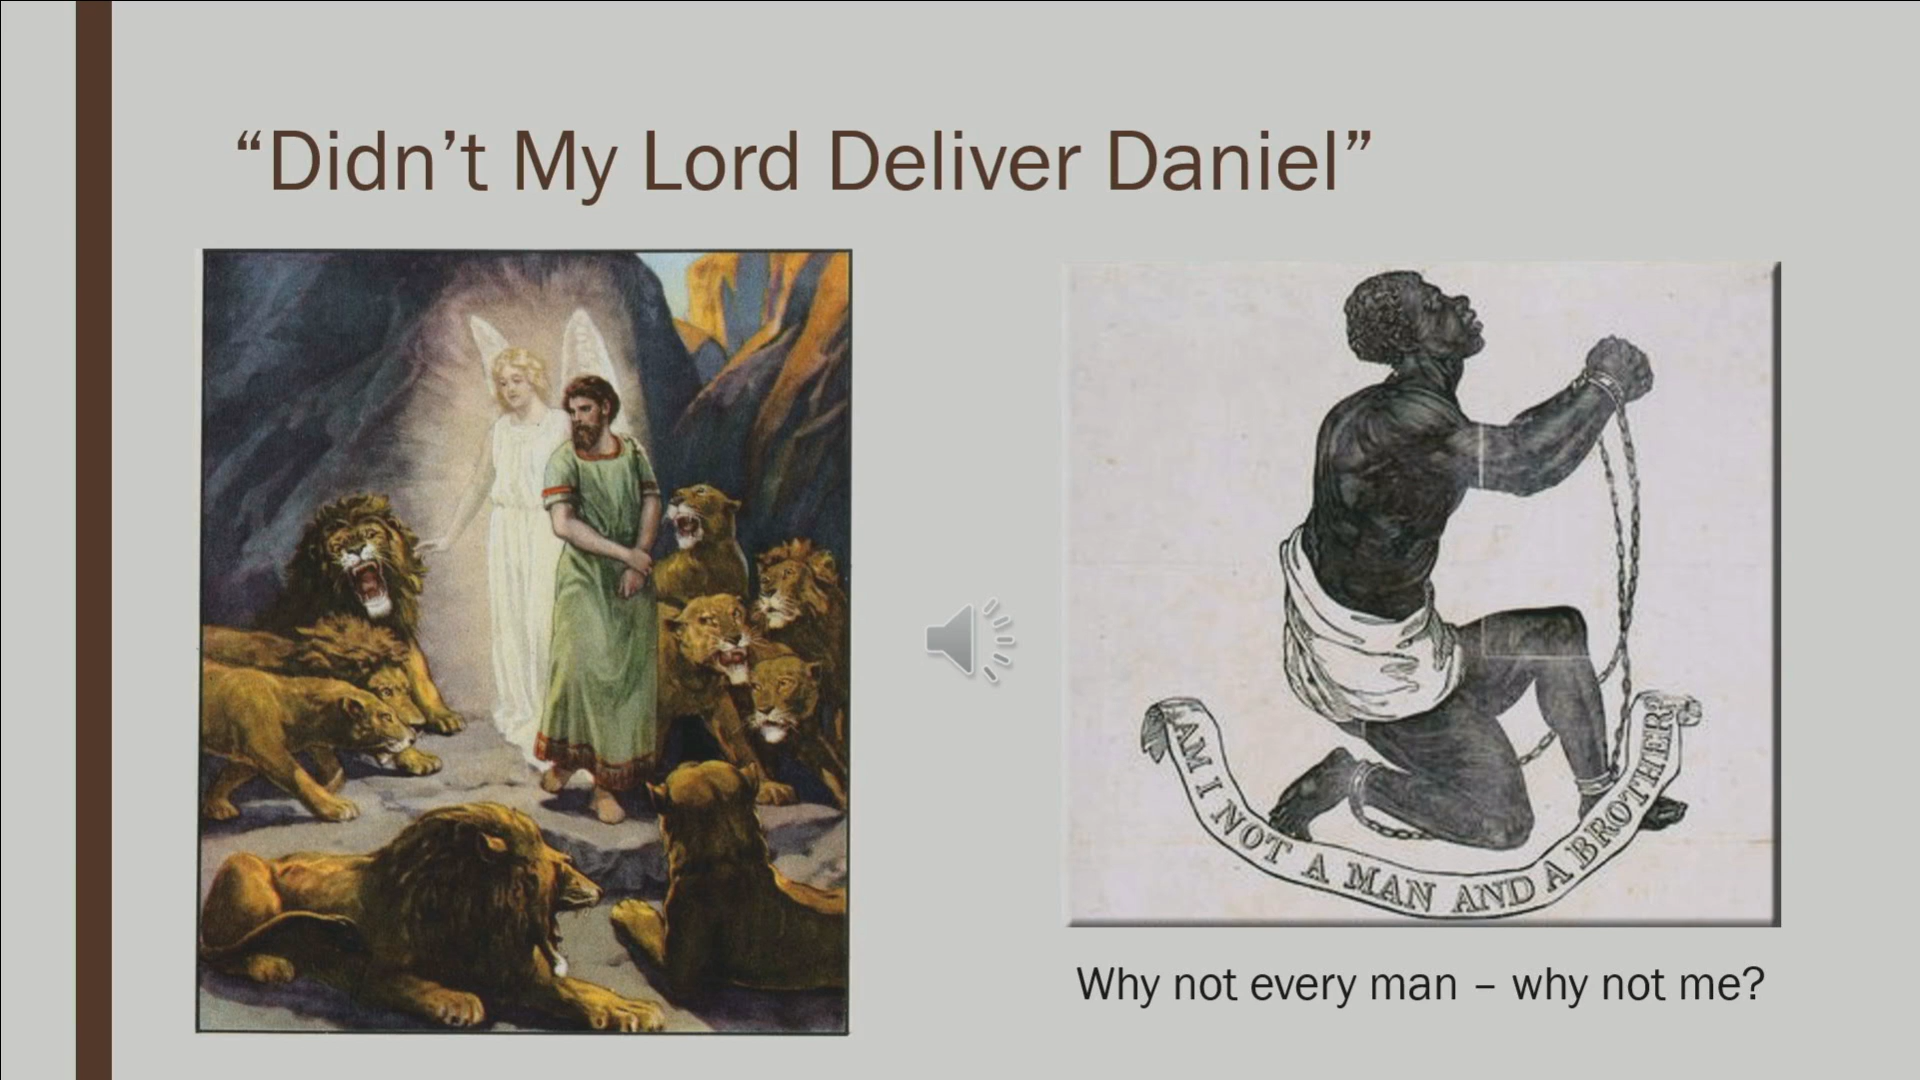 “Didn’t My Lord Deliver Daniel”
AM I NOT A MAN AND A BROTHER?
Why not every man – why not me?